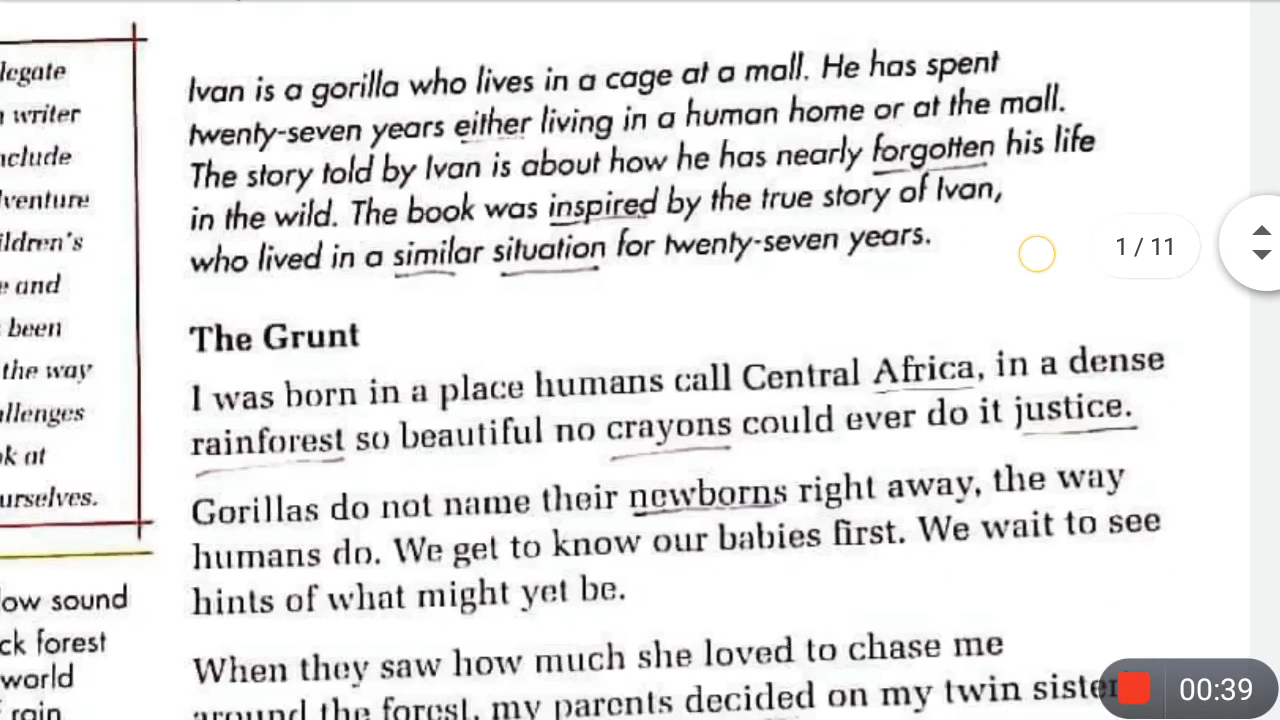 legate
writer
nclude
venture
ildren's
and
been
the way
allenges
ok at
urselves.
ow sound
ck forest
world
rain
Ivan is a gorilla who lives in a cage at a mall. He has spent
twenty-seven years either living in a human home or at the mall.
The story told by Ivan is about how he has nearly forgotten his life
in the wild. The book was inspired by the true story of Ivan,
who lived in a similar situation for twenty-seven years.
The Grunt
I was born in a place humans call Central Africa, in a dense
rainforest so beautiful no crayons could ever do it justice.
Gorillas do not name their newborns right away, the way
humans do. We get to know our babies first. We wait to see
hints of what might yet be.
When they saw how much she loved to chase me
around the forest, my parents decided on my twin sister
1 / 11
00:39